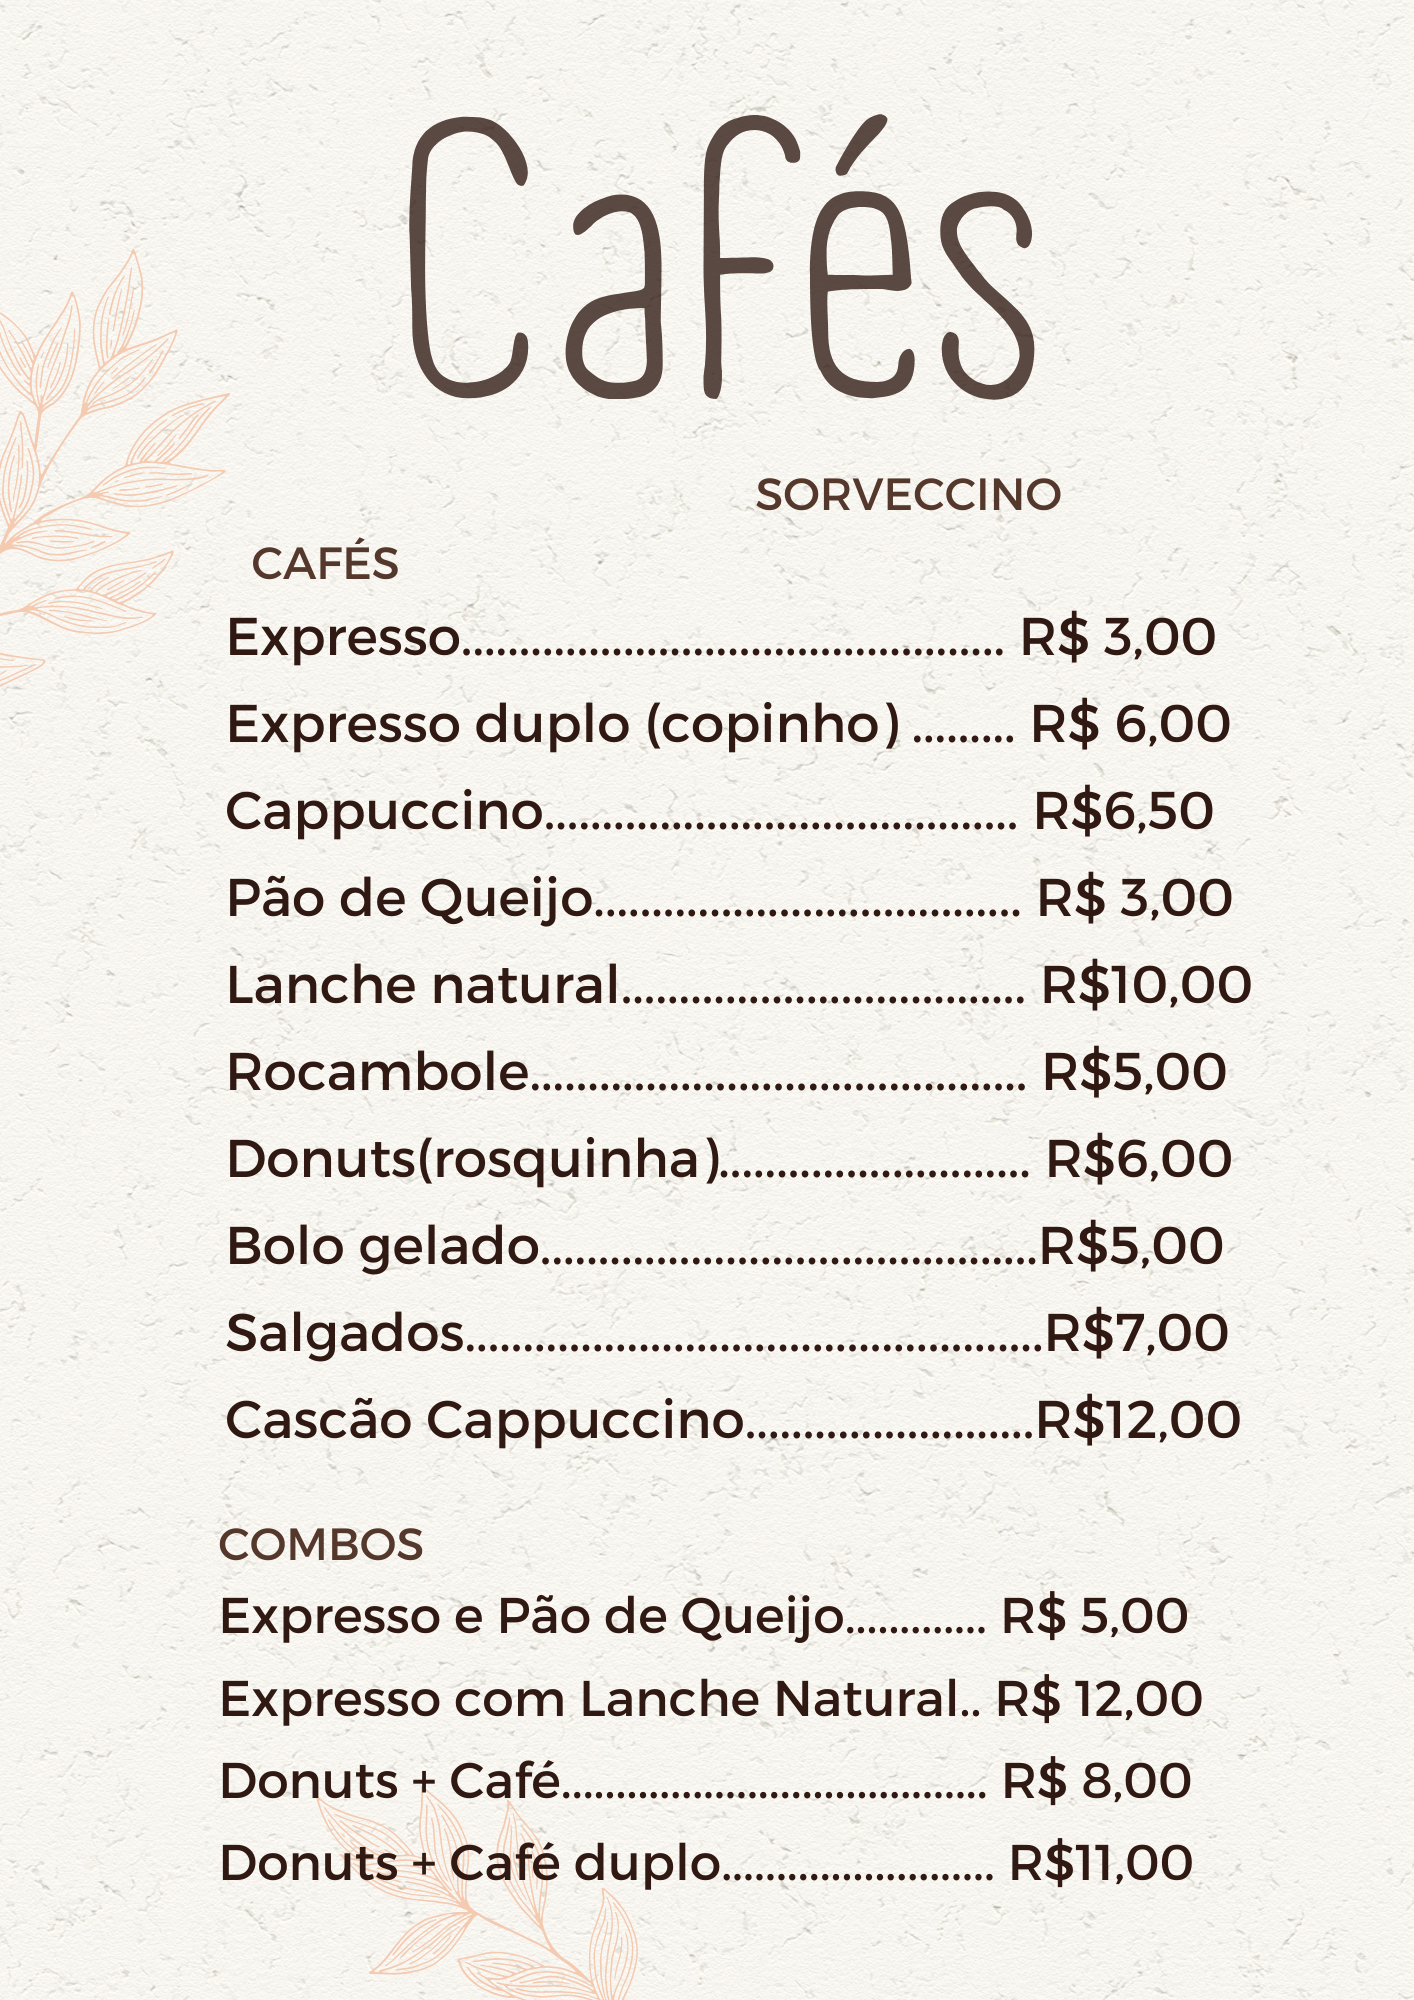 Cafés
SORVECCINO
CAFÉS
Expresso............................................... R$ 3,00
Expresso duplo (copinho) ......... R$ 6,00
Cappuccino......................................... R$6,50
Pão de Queijo..................................... R$ 3,00
Lanche natural................................... R$10,00
Rocambole........................................... R$5,00
Donuts(rosquinha)........................... R$6,00
Bolo gelado...........................................R$5,00
Salgados..................................................R$7,00
Cascão Cappuccino.........................R$12,00
COMBOS
Expresso e Pão de Queijo............. R$ 5,00
Expresso com Lanche Natural.. R$ 12,00
Donuts + Café...................................... R$ 8,00
Donuts + Café duplo........................ R$11,00